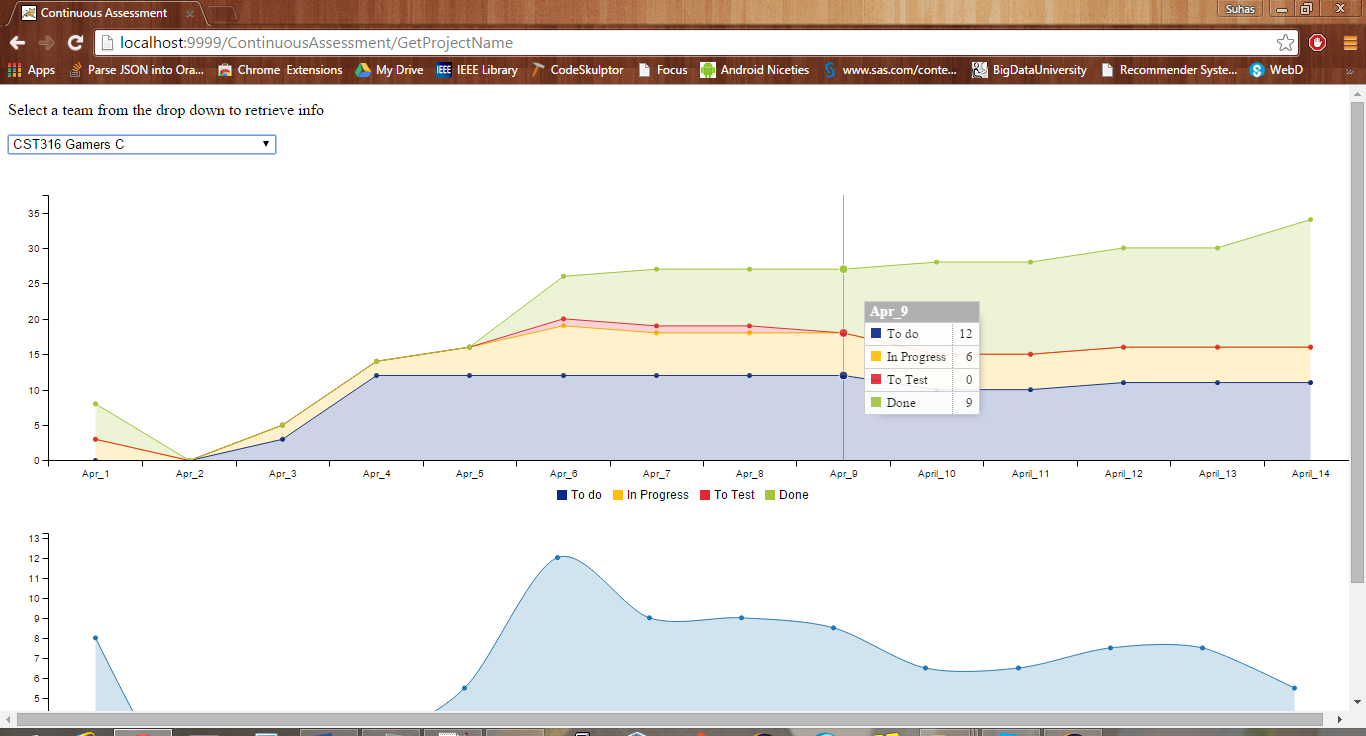 Continuous Assessment
Suhas
localhost:9999/ContinuousAssessment/GetProjectName
Apps Parse JSON into Ora... Chrome Extensions My Drive IEEE IEEE Library CodeSkulptor Focus Android Niceties www.sas.com/conte... BigDataUniversity Recommender Syste... WebD »
Select a team from the drop down to retrieve info
CST316 Gamers C
35
30
25
20
15
10
5
0
Apr_9
To do 12
In Progress 6
To Test 0
Done 9
Apr_1 Apr_2 Apr_3 Apr_4 Apr_5 Apr_6 Apr_7 Apr_8 Apr_9 April_10 April_11 April_12 April_13 April_14
To do In Progress To Test Done
13
12
11
10
9
8
7
6
5